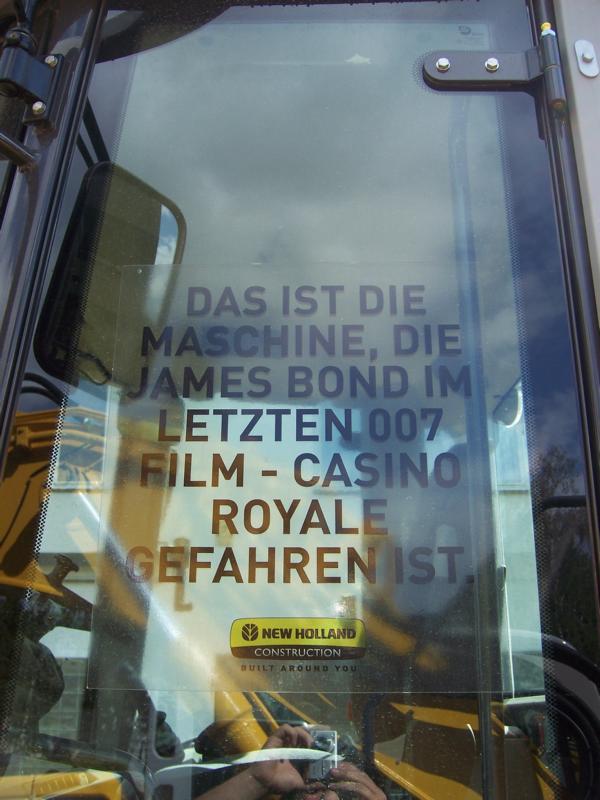 DAS IST DIE
MASCHINE, DIE
JAMES BOND IM
LETZTEN 007
FILM - CASINO
ROYALE
GEFAHREN IST.
NEW HOLLAND
CONSTRUCTION
BUILT AROUND YOU